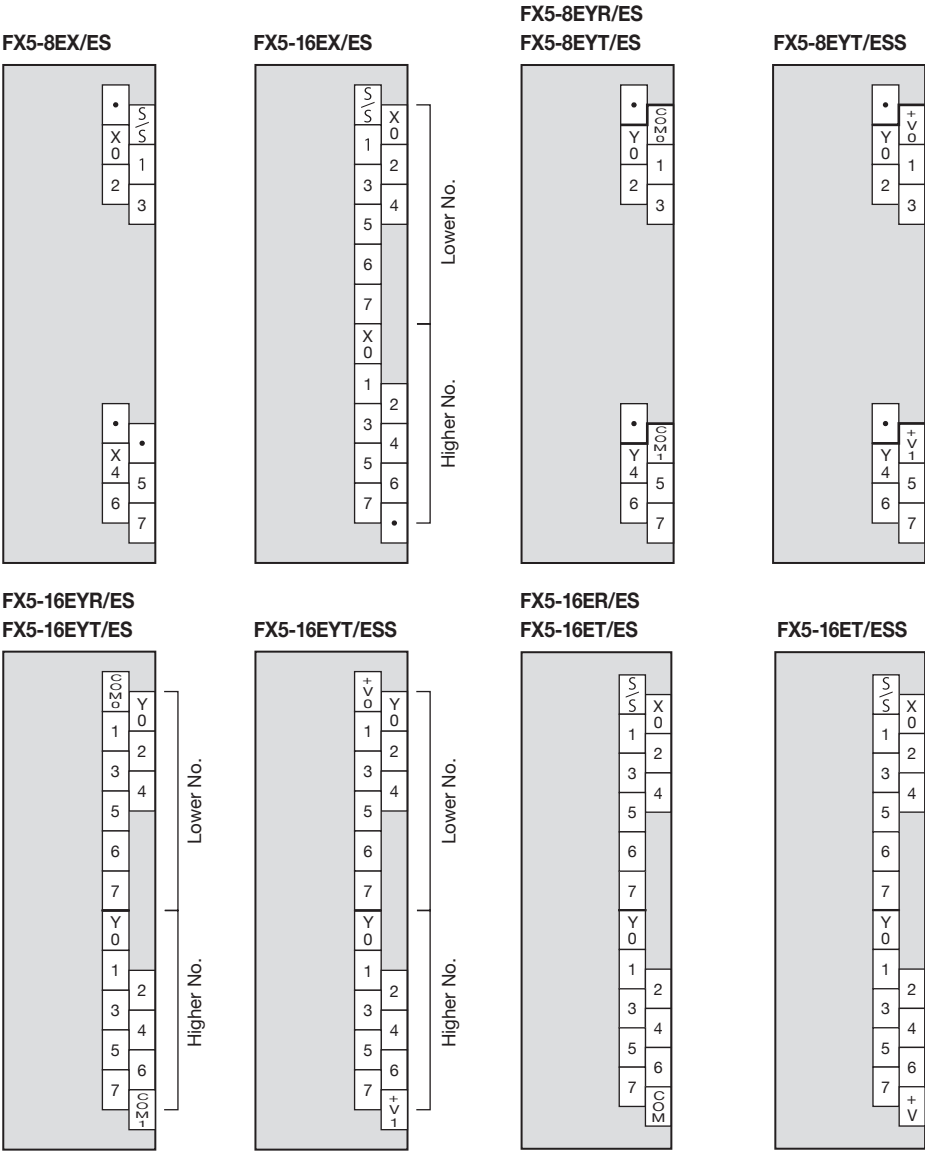 FX5-8EX/ES
•
S/S
X0
1
2
3
•
•
X4
5
6
7
FX5-16EX/ES
S/S
X0
1
2
3
4
5
6
7
Lower No.
X0
1
2
3
4
5
6
7
•
Higher No.
FX5-8EYR/ES
FX5-8EYT/ES
•
COM0
Y0
1
2
3
•
COM1
Y4
5
6
7
FX5-8EYT/ESS
•
+V0
Y0
1
2
3
•
+V1
Y4
5
6
7
FX5-16EYR/ES
FX5-16EYT/ES
COM0
Y0
1
2
3
4
5
6
7
Lower No.
Y0
1
2
3
4
5
6
7
COM1
Higher No.
FX5-16EYT/ESS
+V0
Y0
1
2
3
4
5
6
7
Lower No.
Y0
1
2
3
4
5
6
7
+V1
Higher No.
FX5-16ER/ES
FX5-16ET/ES
S/S
X0
1
2
3
4
5
6
7
Y0
1
2
3
4
5
6
7
COM
FX5-16ET/ESS
S/S
X0
1
2
3
4
5
6
7
Y0
1
2
3
4
5
6
7
+V